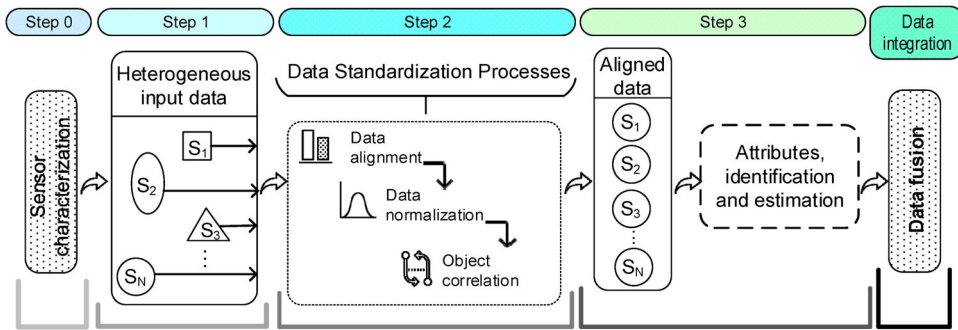 Step 0
Step 1
Step 2
Step 3
Data
integration
Sensor
characterization
Heterogeneous
input data
S1
S2
S3
SN
Data Standardization Processes
Data
alignment
Data
normalization
Object
correlation
Aligned
data
S1
S2
S3
SN
Attributes,
identification
and estimation
Data fusion